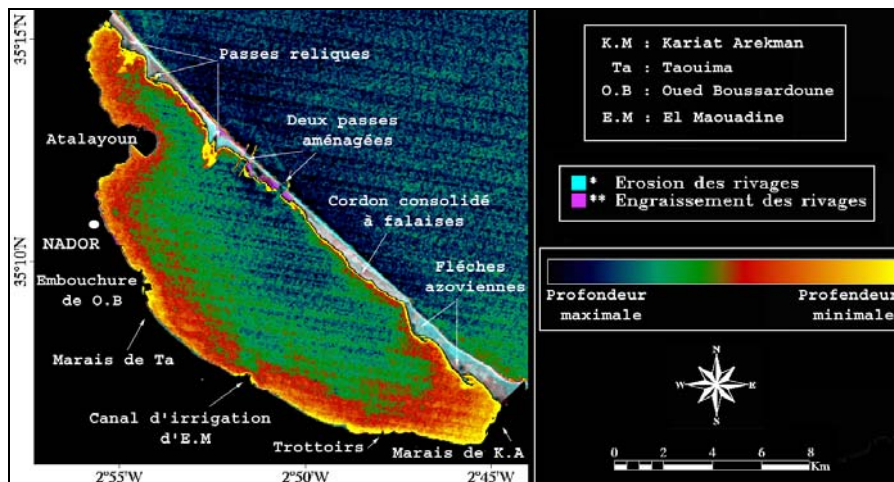 35°15'N
35°10'N
Passes reliques
Atalayoun
Deux passes
aménagées
Cordon consolidé
à falaises
NADOR
Fléches
azoviennes
Embouchure
de O.B
Marais de Ta
Canal d'irrigation
d'E.M
Trottoirs
Marais de K.A
2°55'W
2°50'W
2°45'W
K.M : Kariat Arekman
Ta : Taouima
O.B : Oued Boussardoune
E.M : El Maouadine
* Erosion des rivages
** Engraissement des rivages
Profondeur
maximale
Profendeur
minimale
N
W E
S
0 2 4 6 8
Km